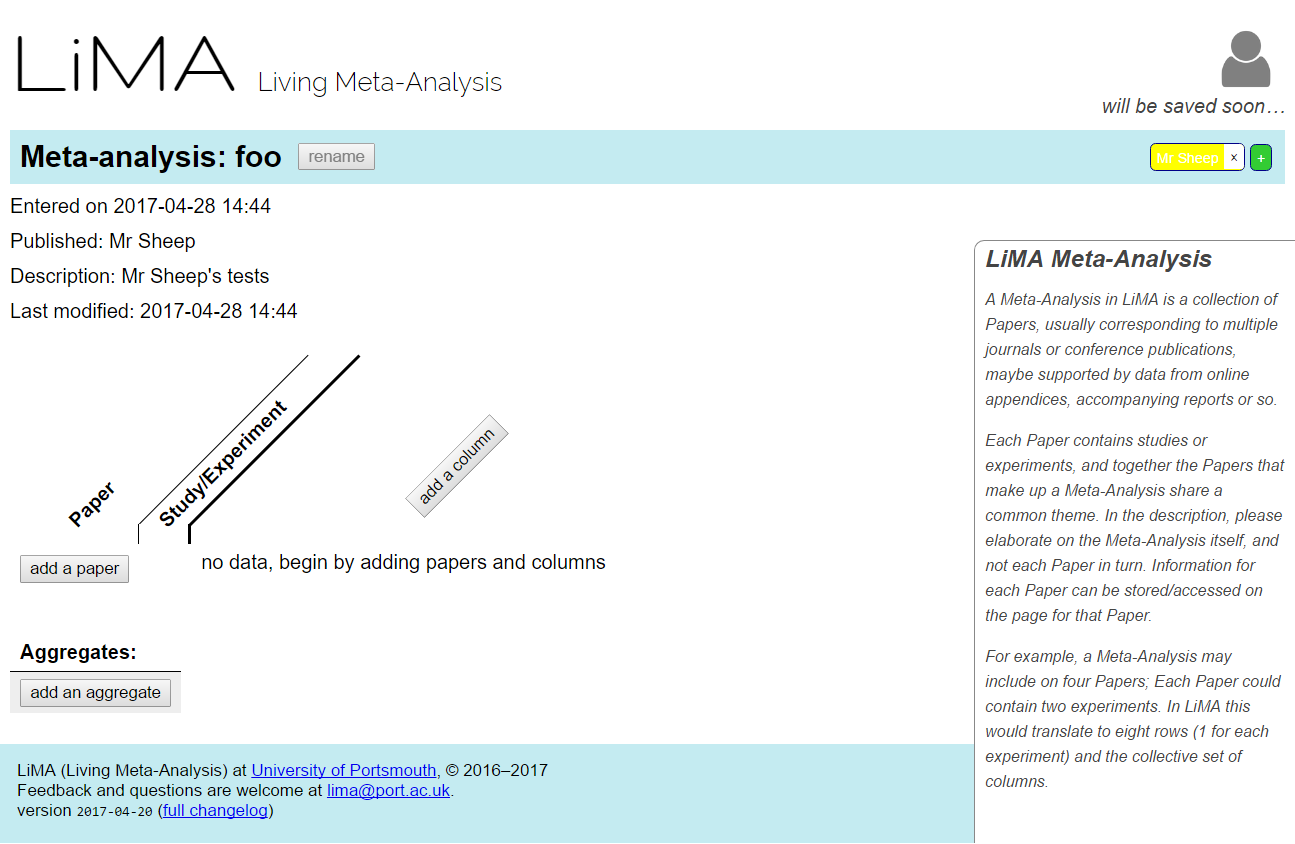 LiMA Living Meta-Analysis
will be saved soon…
Meta-analysis: foo rename Mr Sheep × +
Entered on 2017-04-28 14:44
Published: Mr Sheep
Description: Mr Sheep's tests
Last modified: 2017-04-28 14:44
Paper
Study/Experiment
add a column
add a paper
no data, begin by adding papers and columns
Aggregates:
add an aggregate
LiMA Meta-Analysis
A Meta-Analysis in LiMA is a collection of
Papers, usually corresponding to multiple
journals or conference publications,
maybe supported by data from online
appendices, accompanying reports or so.
Each Paper contains studies or
experiments, and together the Papers that
make up a Meta-Analysis share a
common theme. In the description, please
elaborate on the Meta-Analysis itself, and
not each Paper in turn. Information for
each Paper can be stored/accessed on
the page for that Paper.
For example, a Meta-Analysis may
include on four Papers; Each Paper could
contain two experiments. In LiMA this
would translate to eight rows (1 for each
experiment) and the collective set of
columns.
LiMA (Living Meta-Analysis) at University of Portsmouth, © 2016–2017
Feedback and questions are welcome at lima@port.ac.uk.
version 2017-04-20 (full changelog)